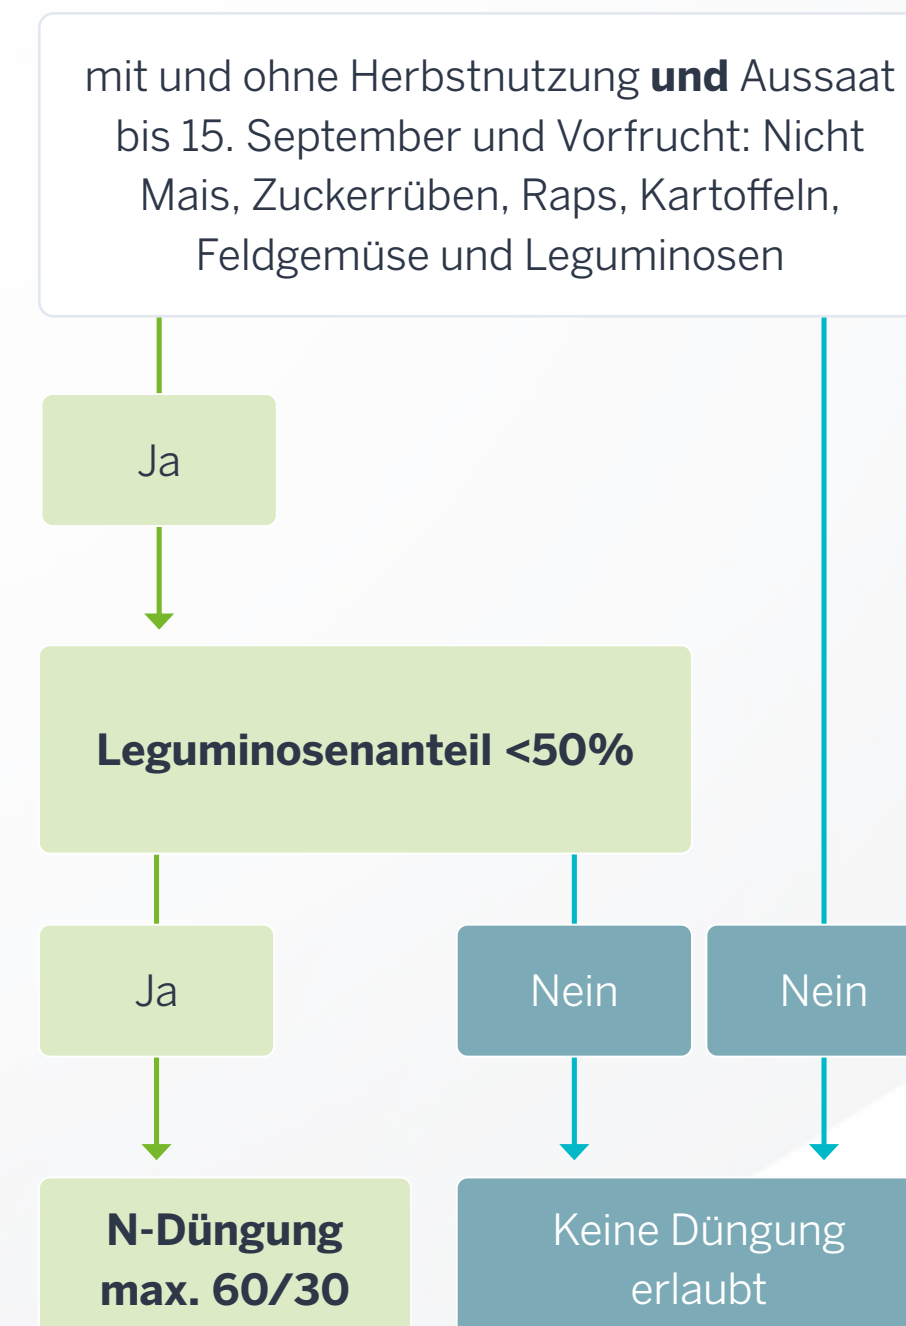 mit und ohne Herbstnutzung und Aussaat
bis 15. September und Vorfrucht: Nicht
Mais, Zuckerrüben, Raps, Kartoffeln,
Feldgemüse und Leguminosen
Ja
Leguminosenanteil <50%
Ja
Nein
Nein
N-Düngung
max. 60/30
Keine Düngung
erlaubt